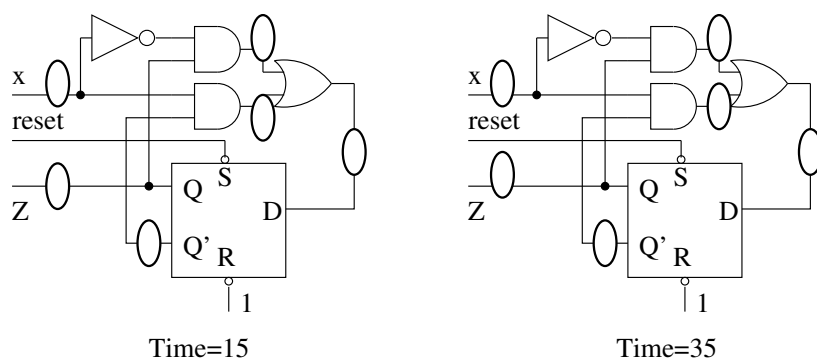 x
reset
Z
S
Q
D
Q'
R
1
Time=15
x
reset
Z
S
Q
D
Q'
R
1
Time=35